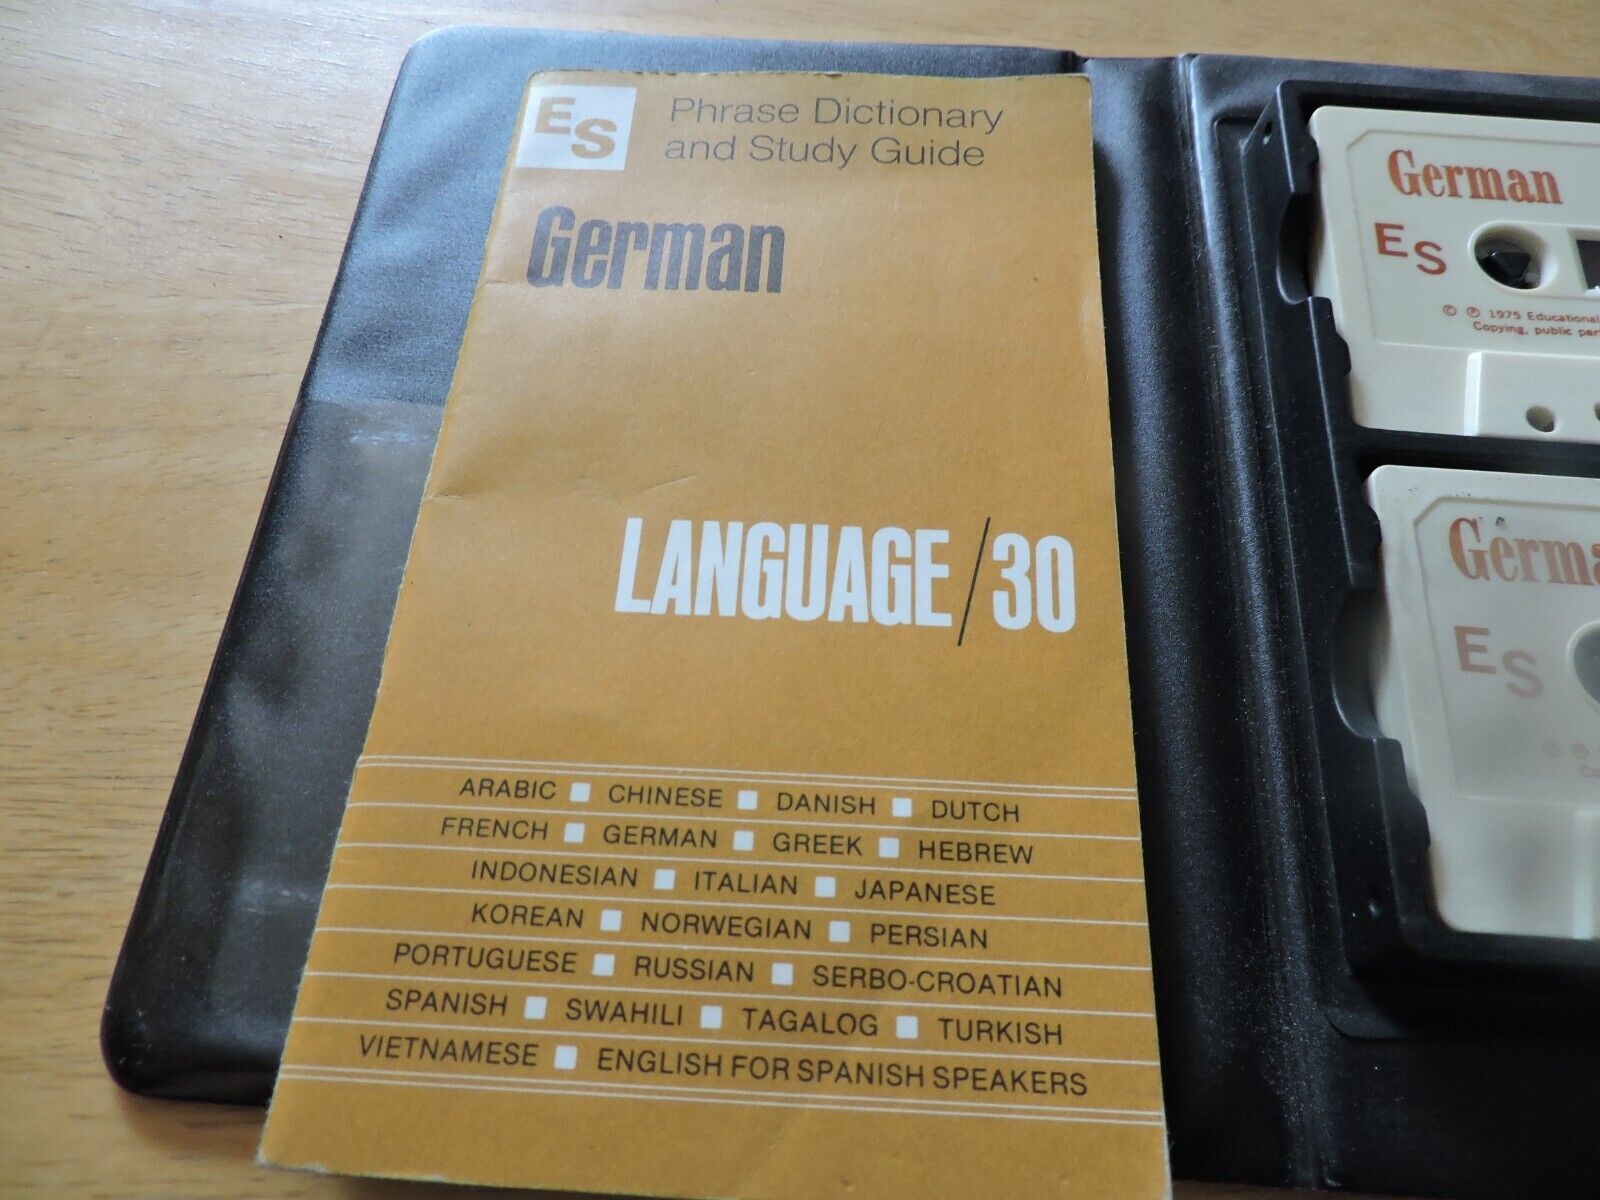 ES
Phrase Dictionary
and Study Guide
German
LANGUAGE/30
ARABIC ■ CHINESE ■ DANISH ■ DUTCH
FRENCH ■ GERMAN ■ GREEK ■ HEBREW
INDONESIAN ■ ITALIAN ■ JAPANESE
KOREAN ■ NORWEGIAN ■ PERSIAN
PORTUGUESE ■ RUSSIAN ■ SERBO-CROATIAN
SPANISH ■ SWAHILI ■ TAGALOG ■ TURKISH
VIETNAMESE ■ ENGLISH FOR SPANISH SPEAKERS
German
ES
© ℗ 1975 Educational
Copying, public per
Germa
ES
© ℗